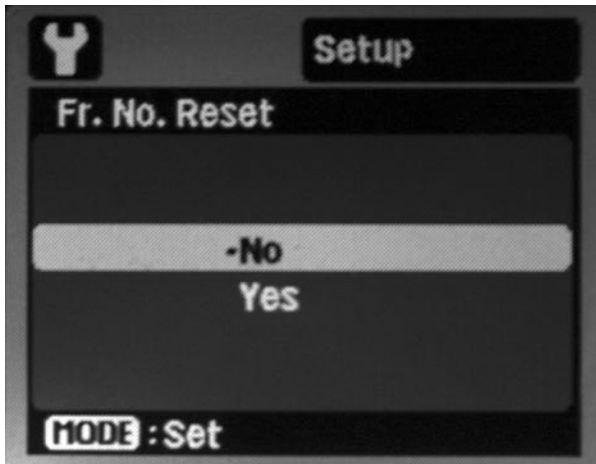 Setup
Fr. No. Reset
-No
Yes
MODE :Set